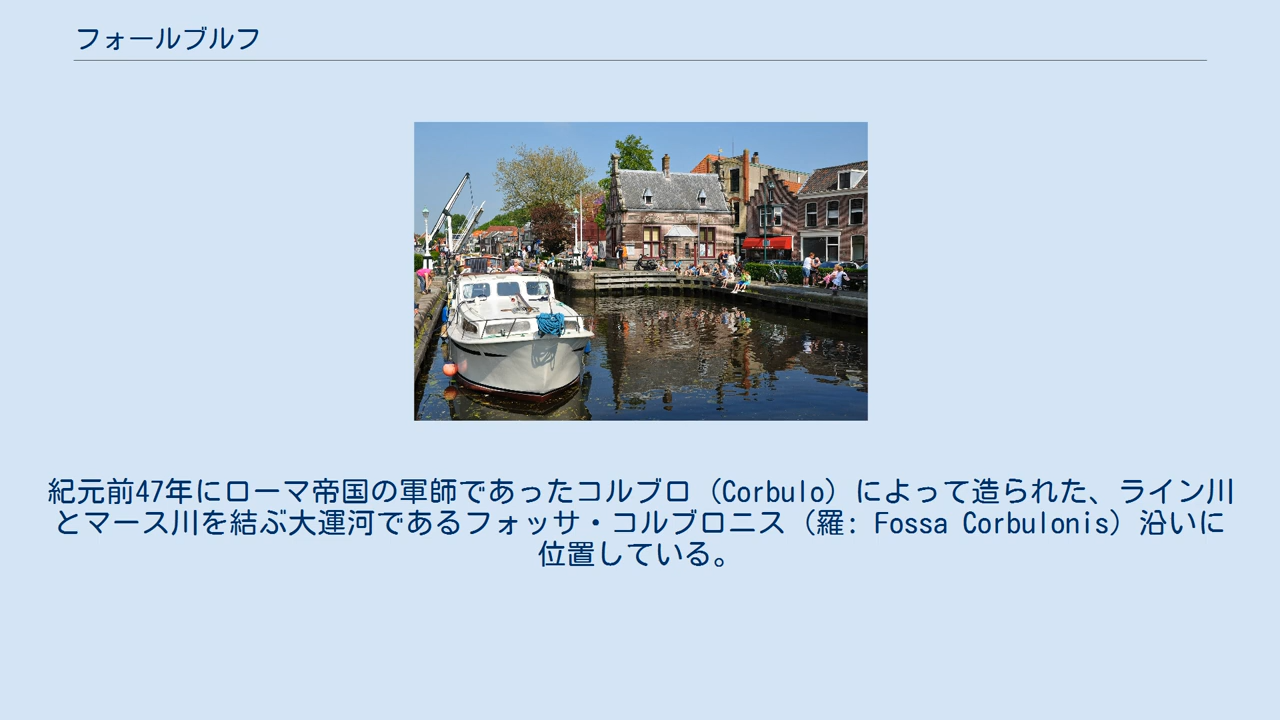 フォールブルフ
紀元前47年にローマ帝国の軍師であったコルブロ（Corbulo）によって造られた、ライン川
とマース川を結ぶ大運河であるフォッサ・コルブロニス（羅: Fossa Corbulonis）沿いに
位置している。